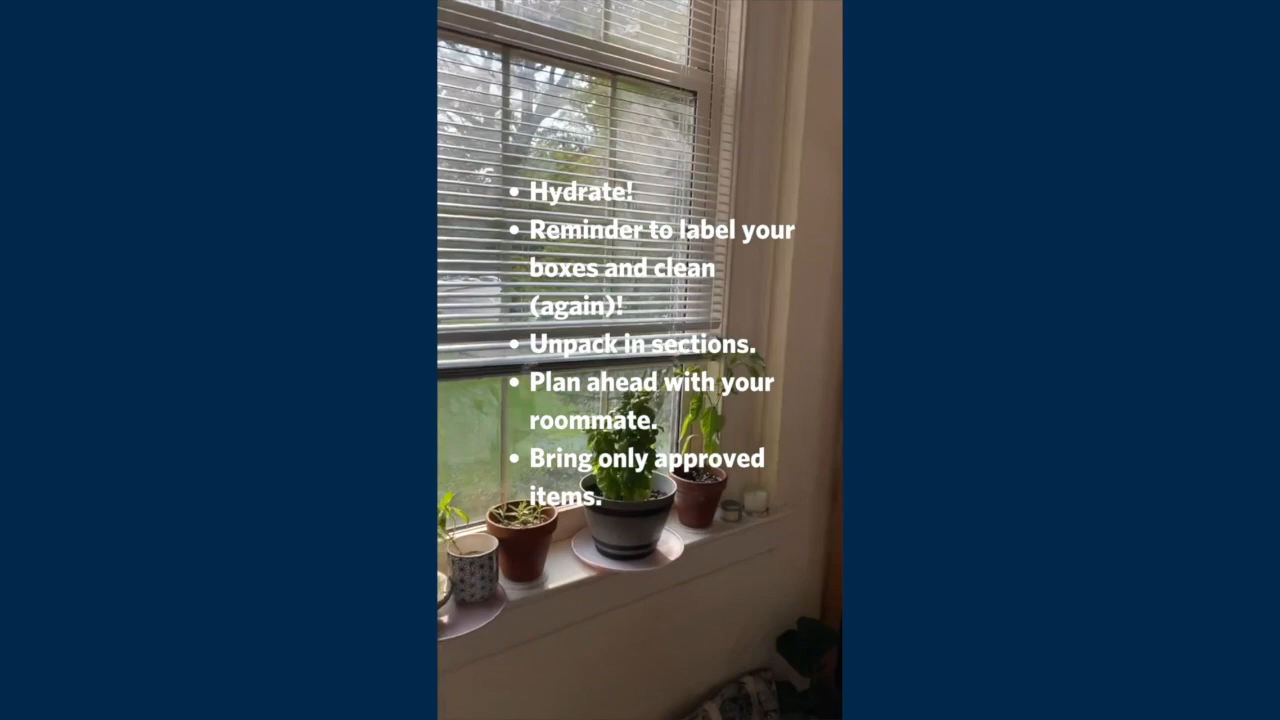 • Hydrate!
• Reminder to label your
boxes and clean
(again)!
• Unpack in sections.
• Plan ahead with your
roommate.
• Bring only approved
items.